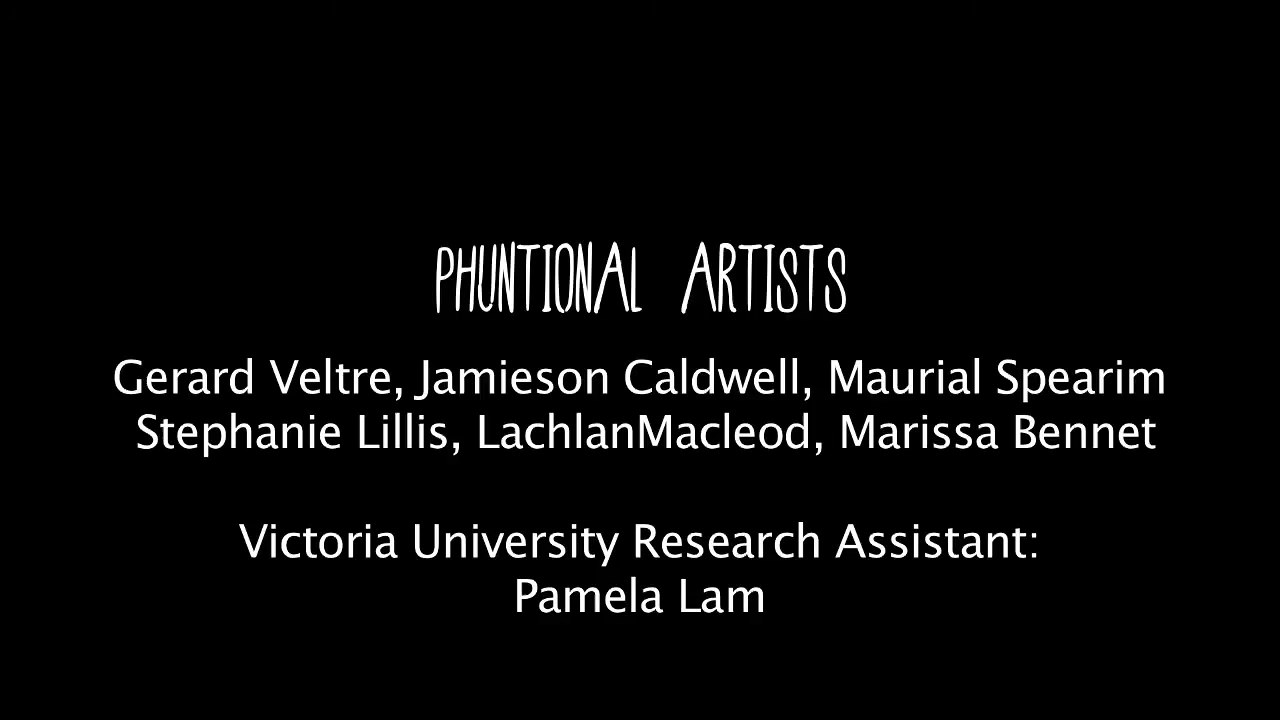 PHUNTIONAL ARTISTS
Gerard Veltre, Jamieson Caldwell, Maurial Spearim
Stephanie Lillis, LachlanMacleod, Marissa Bennet
Victoria University Research Assistant:
Pamela Lam